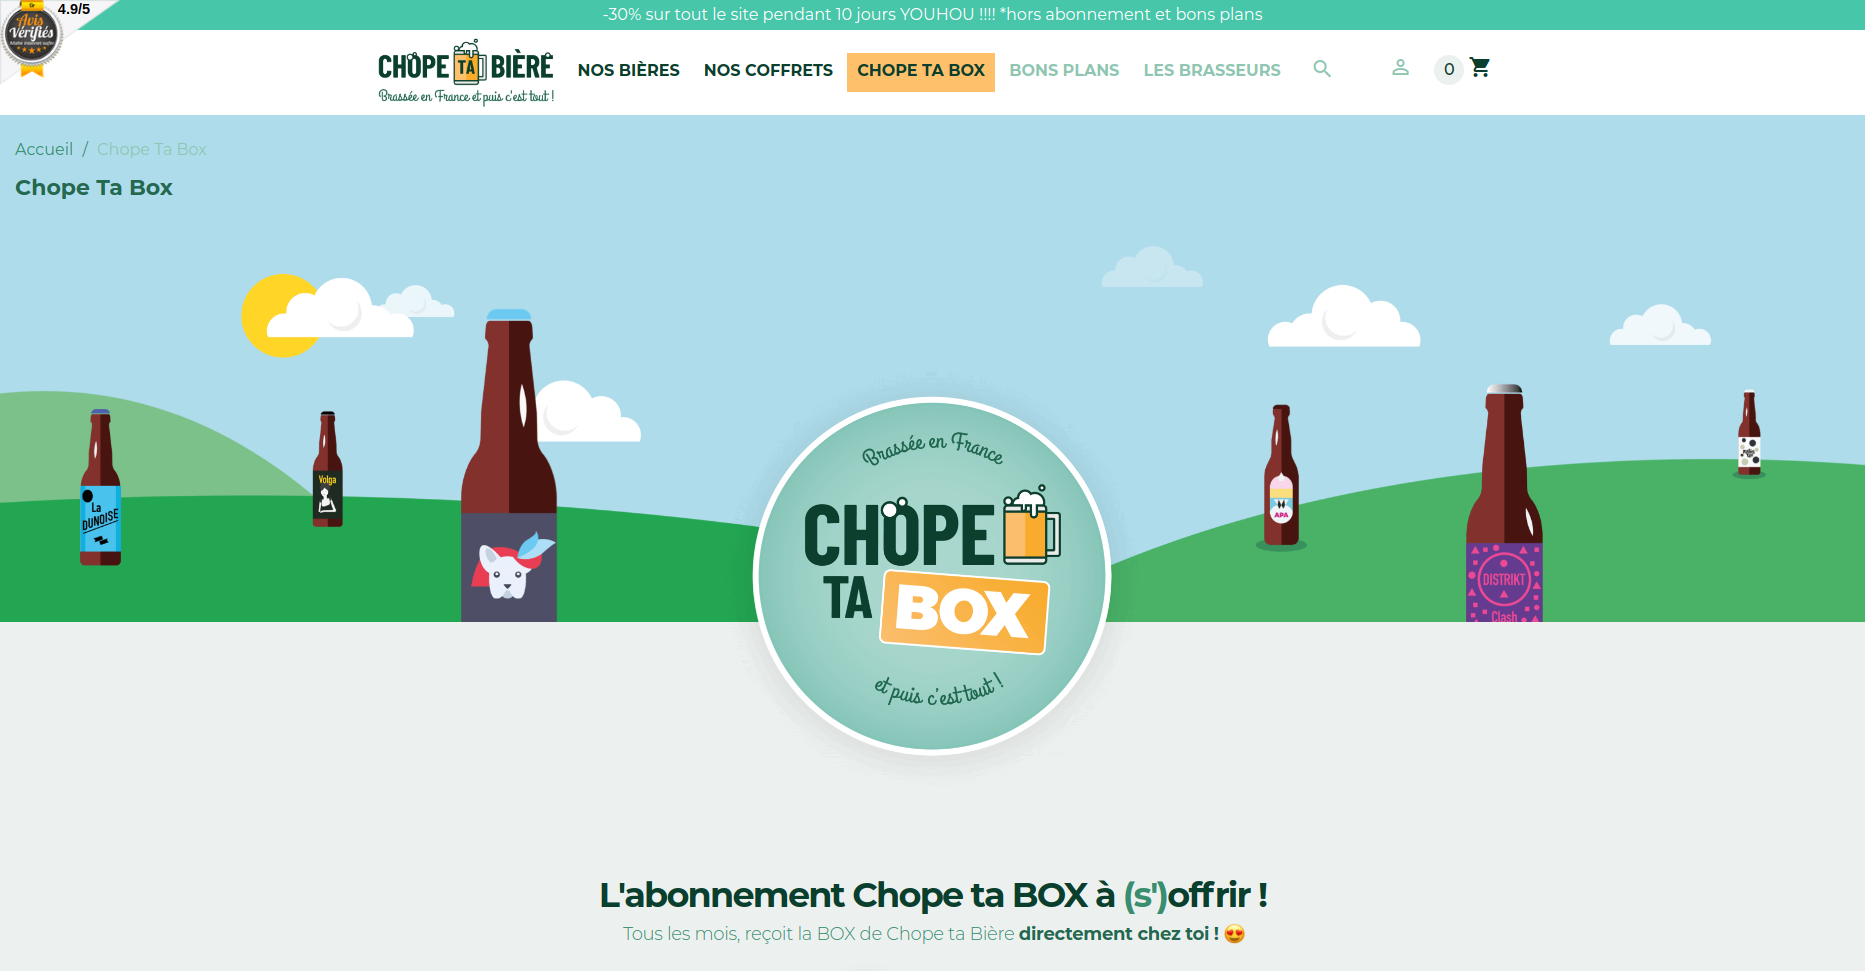 4.9/5
Avis
Vérifiés
-30% sur tout le site pendant 10 jours YOUHOU !!!! *hors abonnement et bons plans
CHOPE TA BIÈRE
Brassée en France et puis c'est tout !
NOS BIÈRES
NOS COFFRETS
CHOPE TA BOX
BONS PLANS
LES BRASSEURS
0
Accueil / Chope Ta Box
Chope Ta Box
La
DUNOISE
Volga
APA
DISTRIKT
Clash
Brassée en France
CHOPE
TA BOX
et puis c'est tout !
L'abonnement Chope ta BOX à (s')offrir !
Tous les mois, reçoit la BOX de Chope ta Bière directement chez toi ! 😍